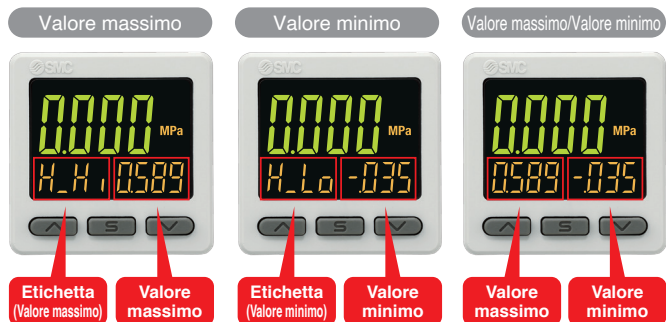 Valore massimo
Valore minimo
Valore massimo/Valore minimo
SMC
SMC
SMC
0.000 MPa
0.000 MPa
0.000 MPa
H_Hi 0.589
H_Lo -.035
0.589 -.035
S
S
S
Etichetta
(Valore massimo)
Valore
massimo
Etichetta
(Valore minimo)
Valore
minimo
Valore
massimo
Valore
minimo